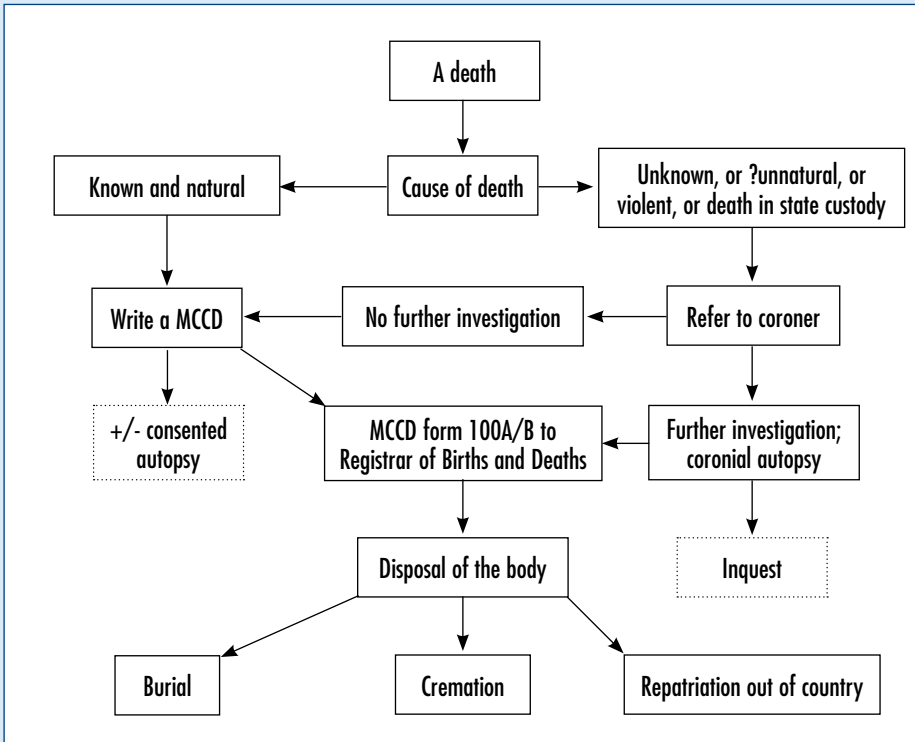 A death
Known and natural
Cause of death
Unknown, or ?unnatural, or
violent, or death in state custody
Write a MCCD
No further investigation
Refer to coroner
+/- consented
autopsy
MCCD form 100A/B to
Registrar of Births and Deaths
Further investigation;
coronial autopsy
Disposal of the body
Inquest
Burial
Cremation
Repatriation out of country